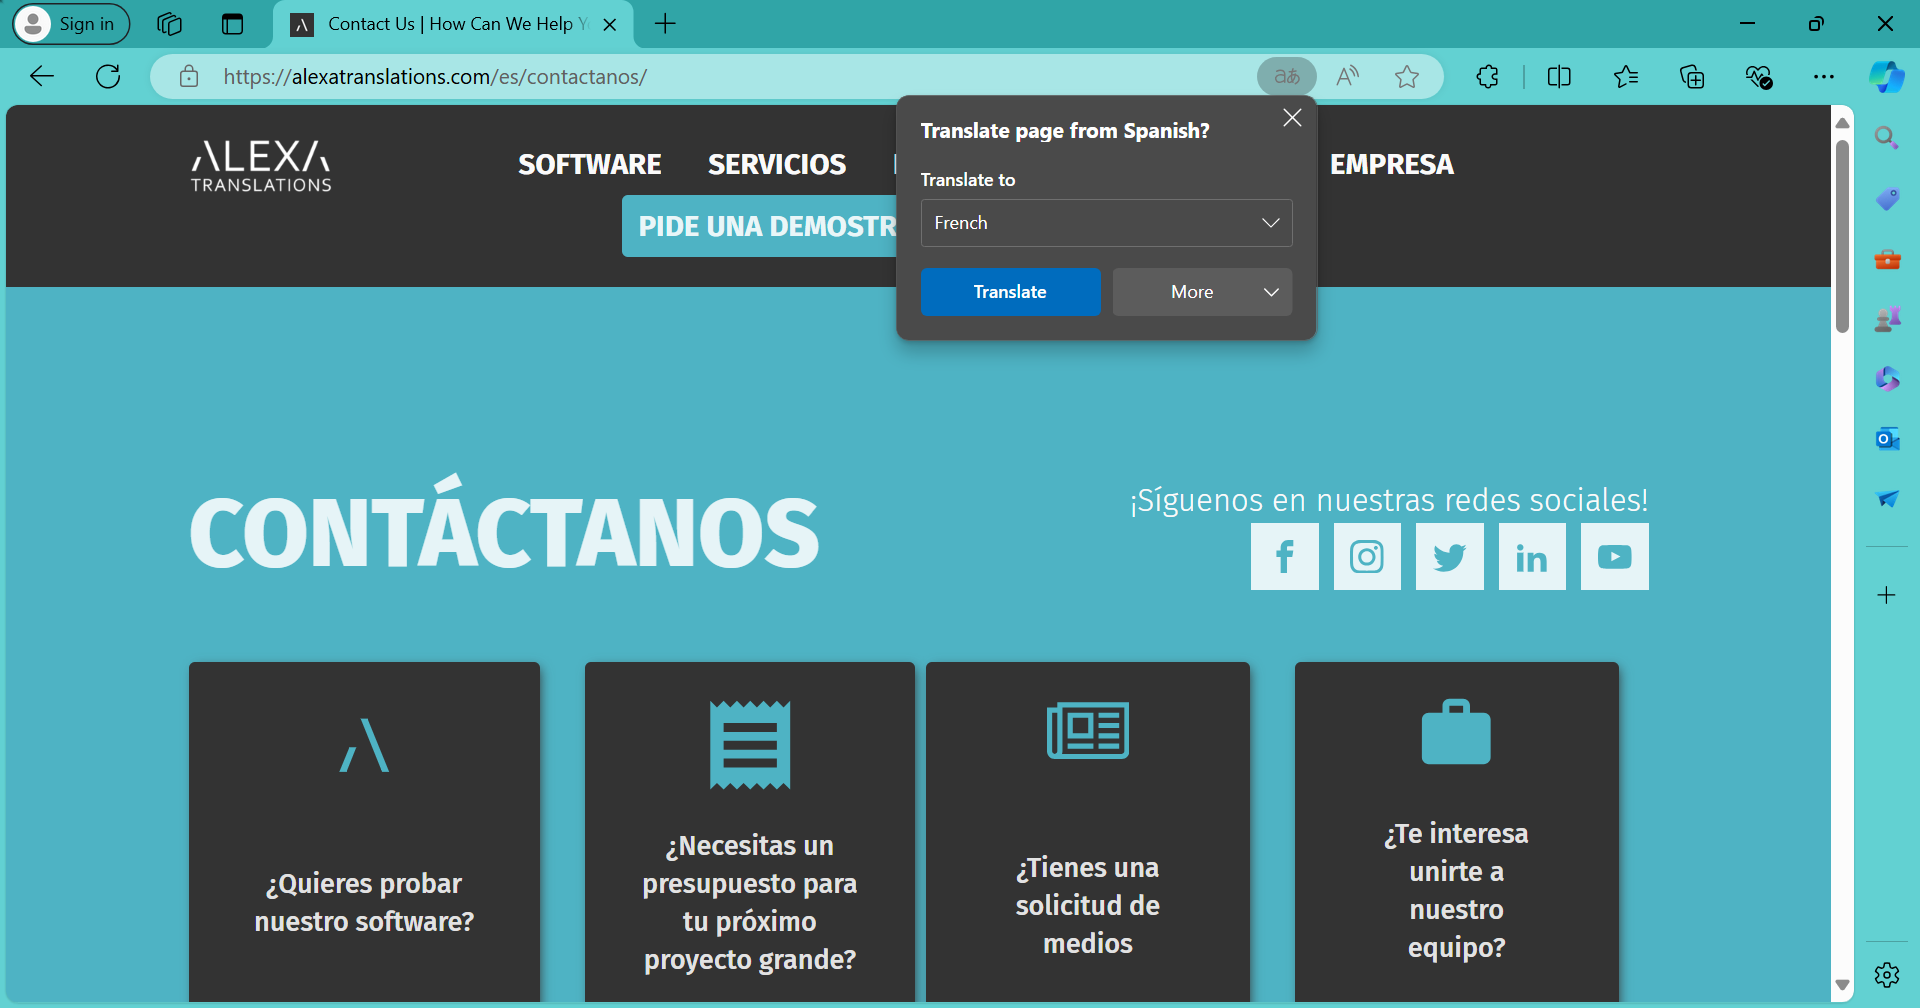 Sign in
Contact Us | How Can We Help
https://alexatranslations.com/es/contactanos/
Translate page from Spanish?
Translate to
French
Translate
More
ALEXA
TRANSLATIONS
SOFTWARE
SERVICIOS
EMPRESA
PIDE UNA DEMOSTR
CONTÁCTANOS
¡Síguenos en nuestras redes sociales!
¿Quieres probar
nuestro software?
¿Necesitas un
presupuesto para
tu próximo
proyecto grande?
¿Tienes una
solicitud de
medios
¿Te interesa
unirte a
nuestro
equipo?